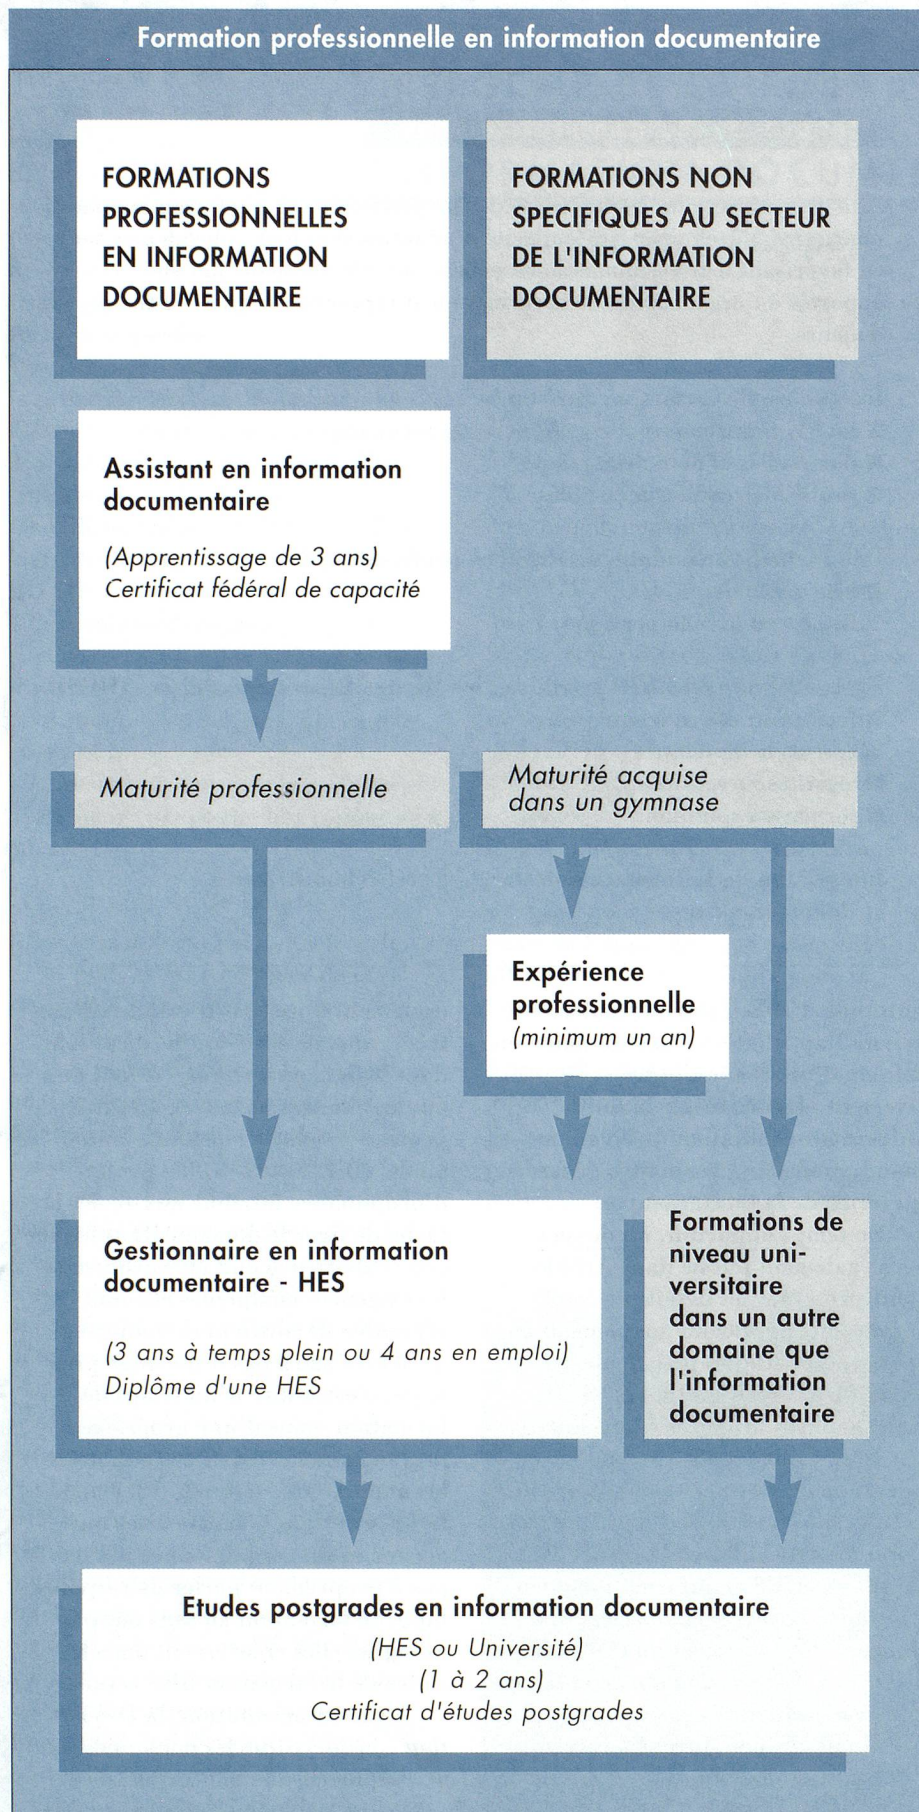 Formation professionnelle en information documentaire
FORMATIONS
PROFESSIONNELLES
EN INFORMATION
DOCUMENTAIRE
FORMATIONS NON
SPECIFIQUES AU SECTEUR
DE L'INFORMATION
DOCUMENTAIRE
Assistant en information
documentaire
(Apprentissage de 3 ans)
Certificat fédéral de capacité
Maturité professionnelle
Maturité acquise
dans un gymnase
Expérience
professionnelle
(minimum un an)
Gestionnaire en information
documentaire - HES
(3 ans à temps plein ou 4 ans en emploi)
Diplôme d'une HES
Formations de
niveau uni-
versitaire
dans un autre
domaine que
l'information
documentaire
Etudes postgrades en information documentaire
(HES ou Université)
(1 à 2 ans)
Certificat d'études postgrades